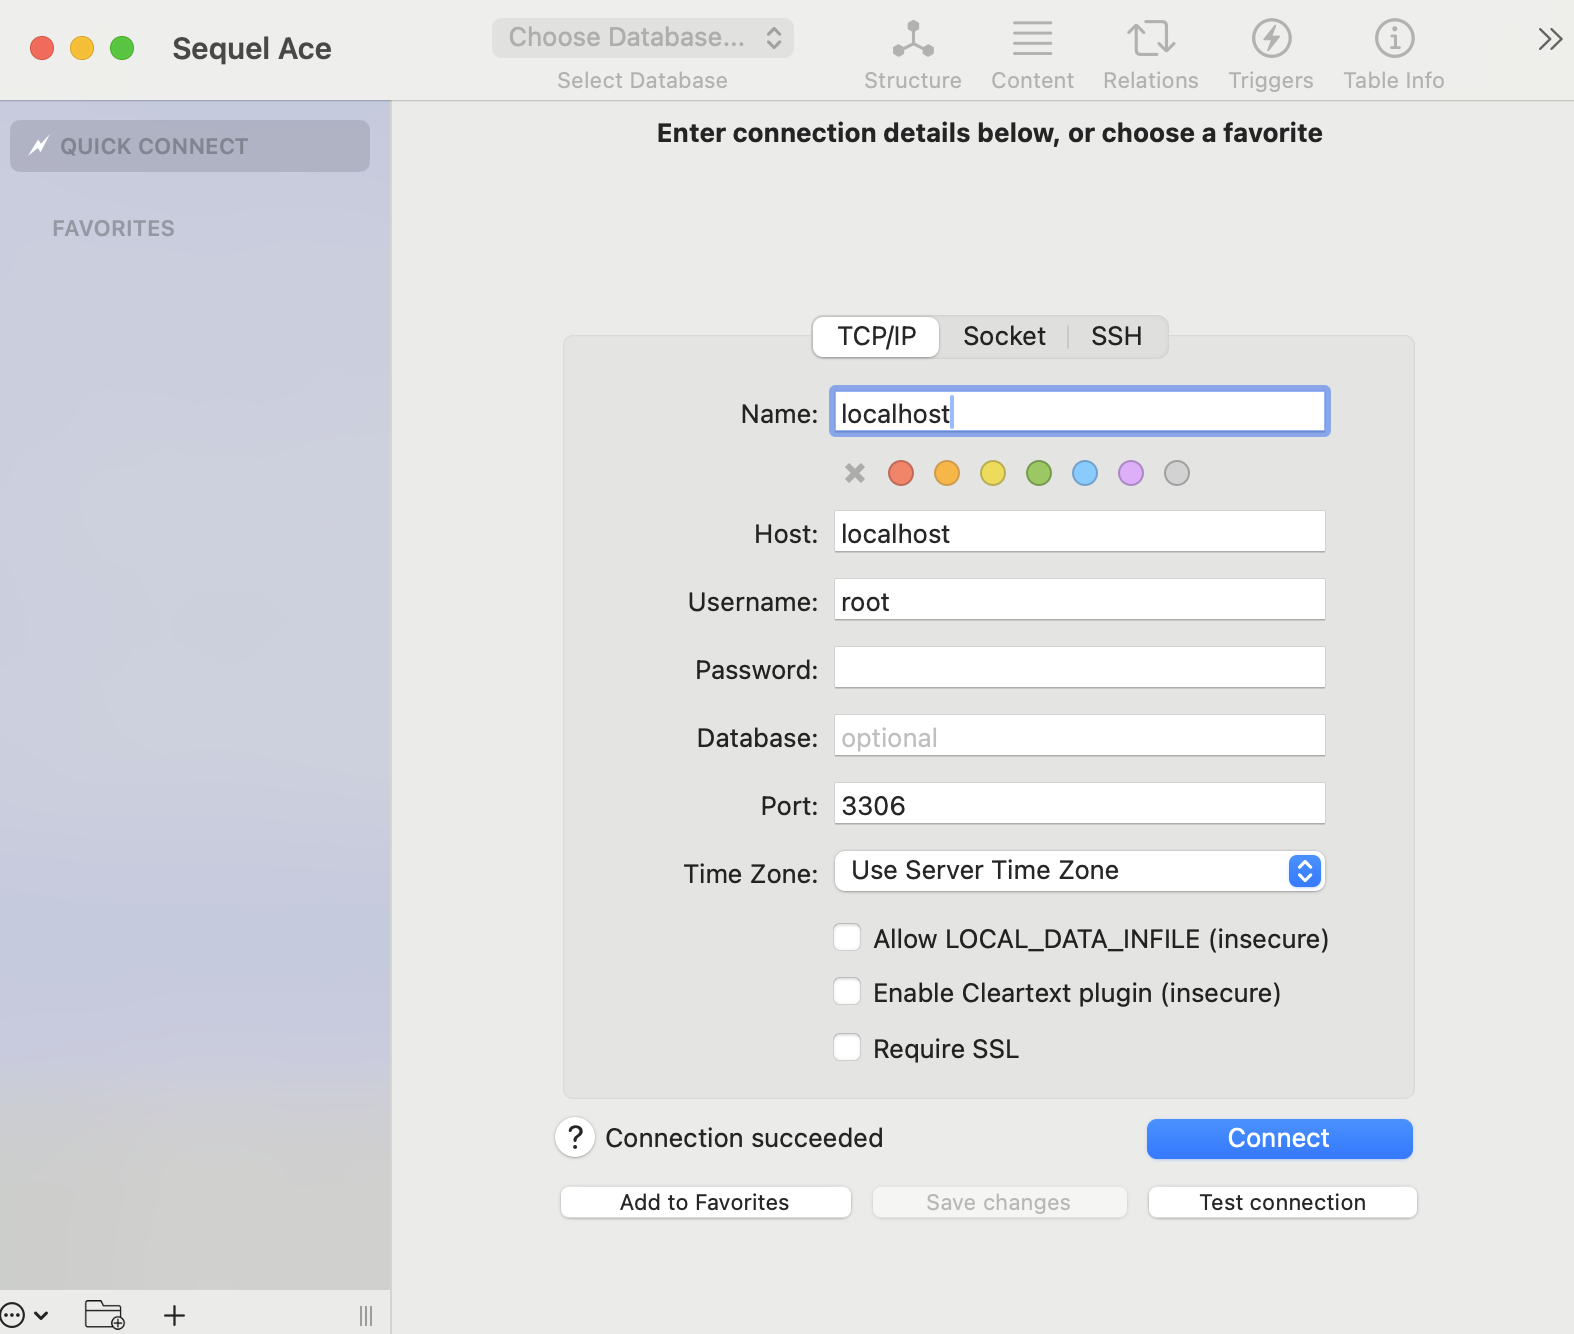 Sequel Ace
Choose Database...
Select Database
Structure
Content
Relations
Triggers
Table Info
QUICK CONNECT
FAVORITES
Enter connection details below, or choose a favorite
TCP/IP Socket SSH
Name: localhost
Host: localhost
Username: root
Password:
Database: optional
Port: 3306
Time Zone: Use Server Time Zone
Allow LOCAL_DATA_INFILE (insecure)
Enable Cleartext plugin (insecure)
Require SSL
? Connection succeeded
Connect
Add to Favorites
Save changes
Test connection